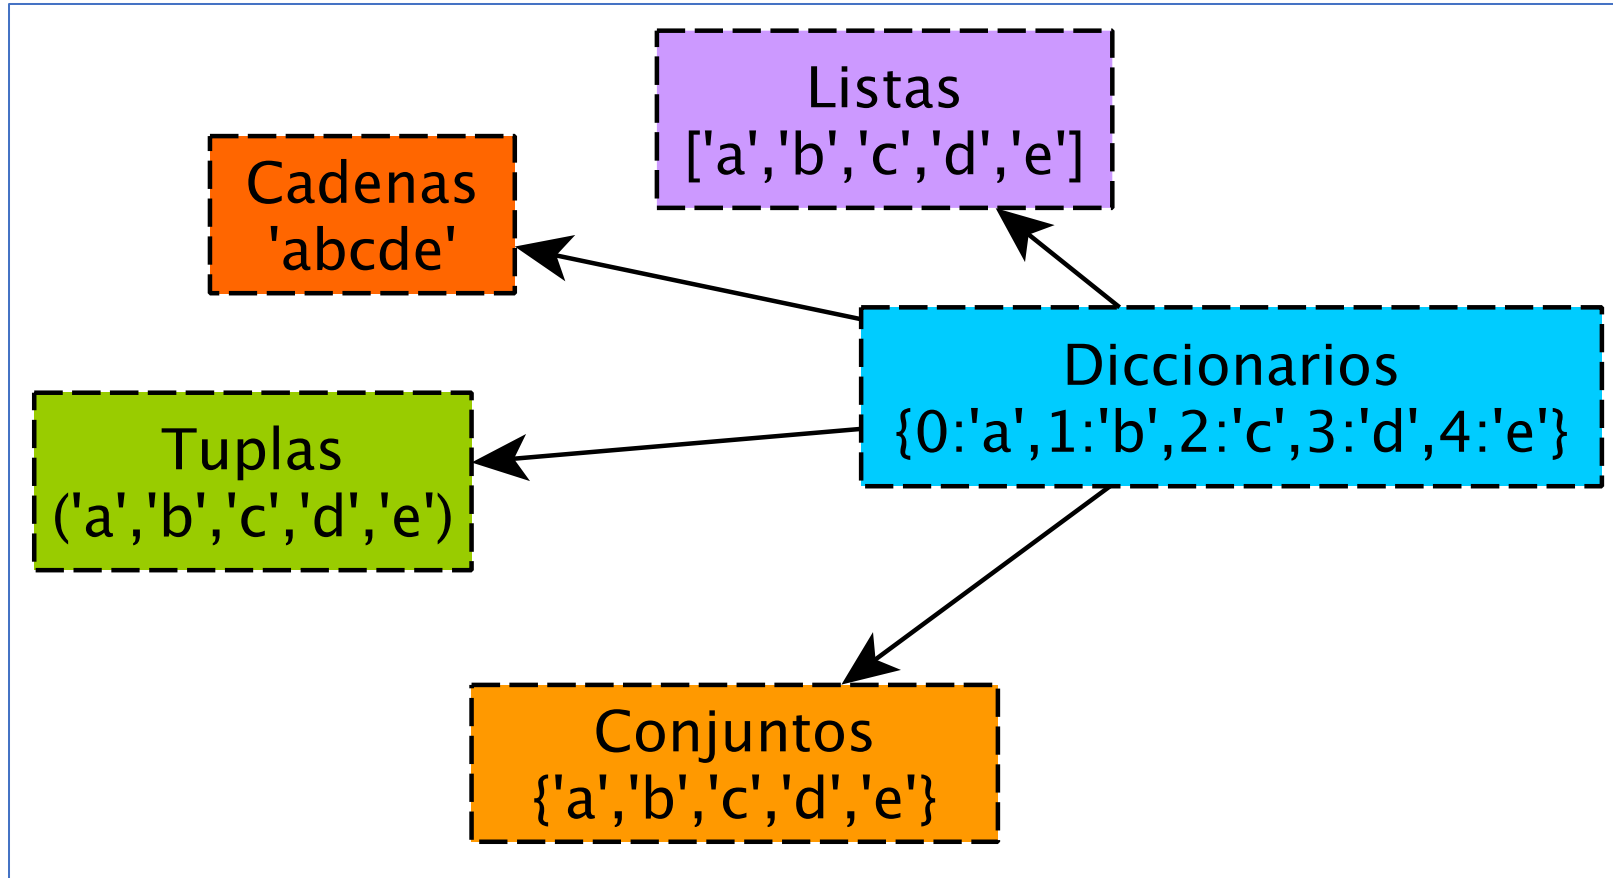 Listas
['a','b','c','d','e']
Cadenas
'abcde'
Diccionarios
{0:'a',1:'b',2:'c',3:'d',4:'e'}
Tuplas
('a','b','c','d','e')
Conjuntos
{'a','b','c','d','e'}